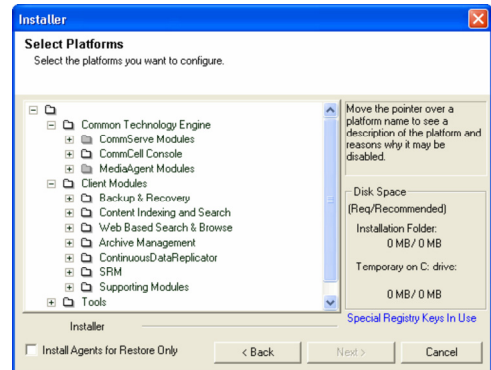 Installer
Select Platforms
Select the platforms you want to configure.
Common Technology Engine
CommServe Modules
CommCell Console
MediaAgent Modules
Client Modules
Backup & Recovery
Content Indexing and Search
Web Based Search & Browse
Archive Management
ContinuousDataReplicator
SRM
Supporting Modules
Tools
Move the pointer over a
platform name to see a
description of the platform and
reasons why it may be
disabled.
Disk Space
(Req/Recommended)
Installation Folder:
0 MB/ 0 MB
Temporary on C: drive:
0 MB/ 0 MB
Special Registry Keys In Use
Installer
Install Agents for Restore Only
< Back
Next >
Cancel